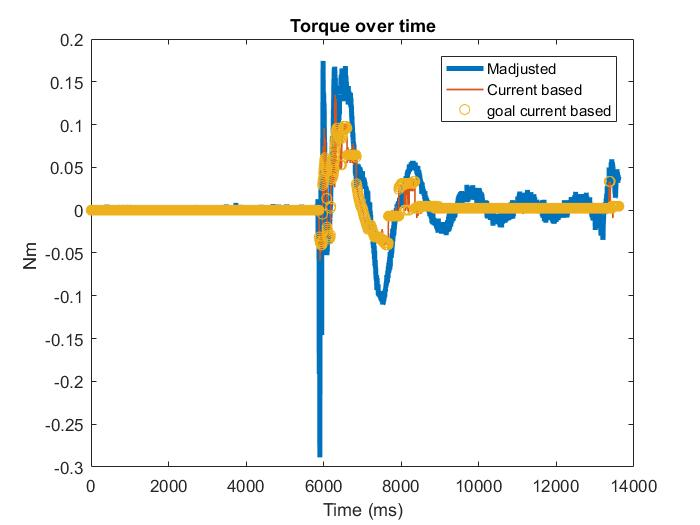 Torque over time
0.2
0.15
0.1
0.05
0
-0.05
-0.1
-0.15
-0.2
-0.25
-0.3
Nm
Madjusted
Current based
goal current based
0 2000 4000 6000 8000 10000 12000 14000
Time (ms)